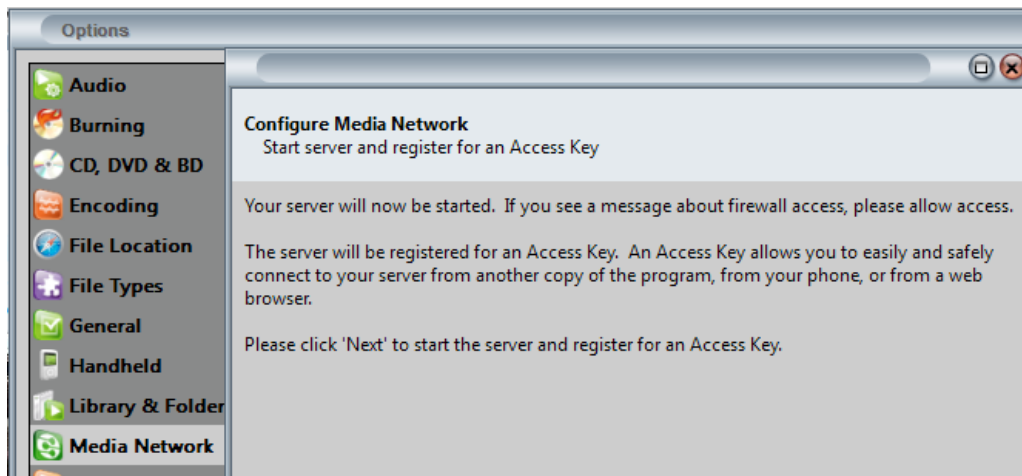 Options
Audio
Burning
CD, DVD & BD
Encoding
File Location
File Types
General
Handheld
Library & Folder
Media Network
Configure Media Network
Start server and register for an Access Key
Your server will now be started.  If you see a message about firewall access, please allow access.
The server will be registered for an Access Key.  An Access Key allows you to easily and safely
connect to your server from another copy of the program, from your phone, or from a web
browser.
Please click 'Next' to start the server and register for an Access Key.